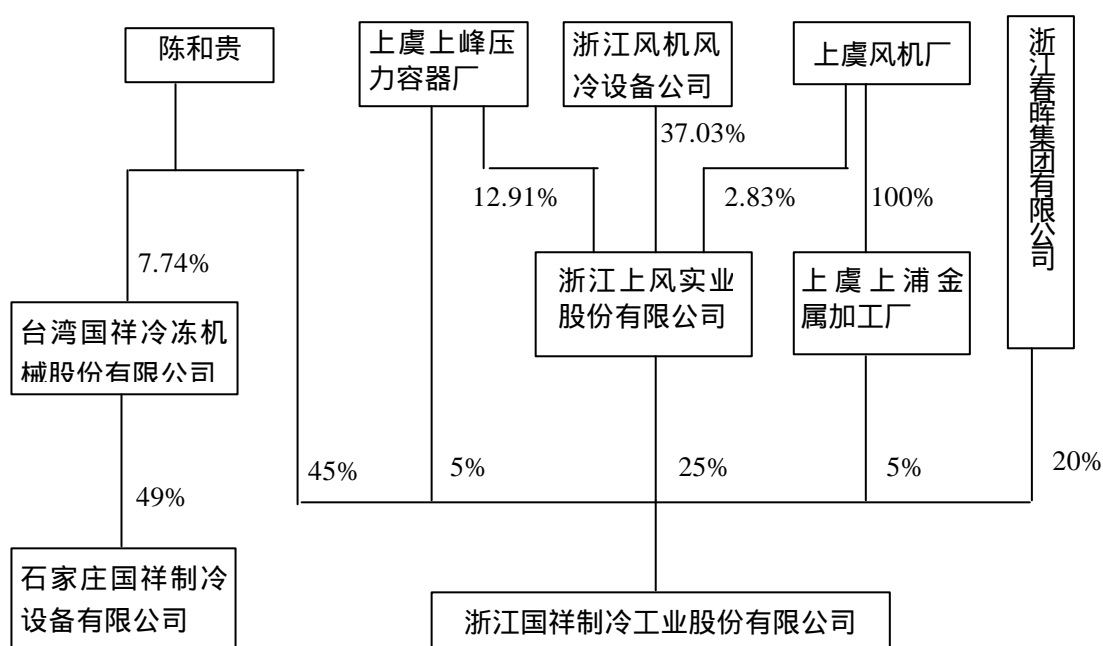 陈和贵
上虞上峰压
力容器厂
浙江风机风
冷设备公司
上虞风机厂
浙江春晖集团有限公司
37.03%
12.91%
2.83%
100%
7.74%
浙江上风实业
股份有限公司
上虞上浦金
属加工厂
台湾国祥冷冻机
械股份有限公司
45%
5%
25%
5%
20%
49%
石家庄国祥制冷
设备有限公司
浙江国祥制冷工业股份有限公司